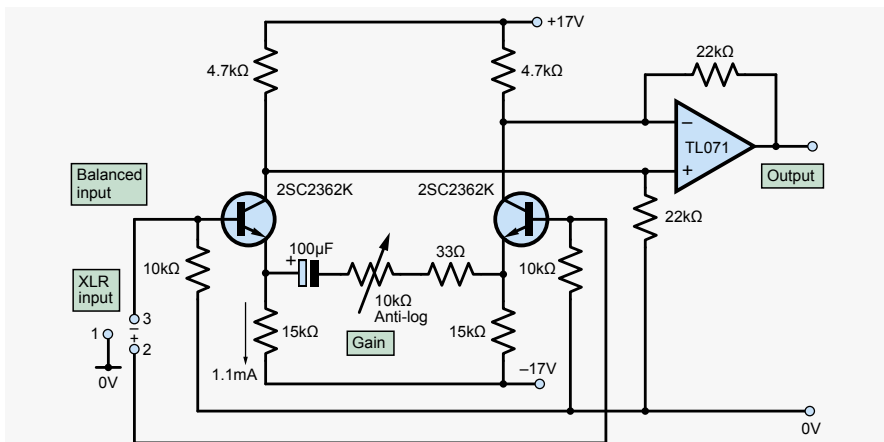 +17V
22kΩ
4.7kΩ
4.7kΩ
–
TL071
+
Output
Balanced
input
2SC2362K
2SC2362K
22kΩ
100µF
+
33Ω
10kΩ
10kΩ
10kΩ
Anti-log
XLR
input
3
–
1
+
2
15kΩ
Gain
15kΩ
1.1mA
–17V
0V
0V